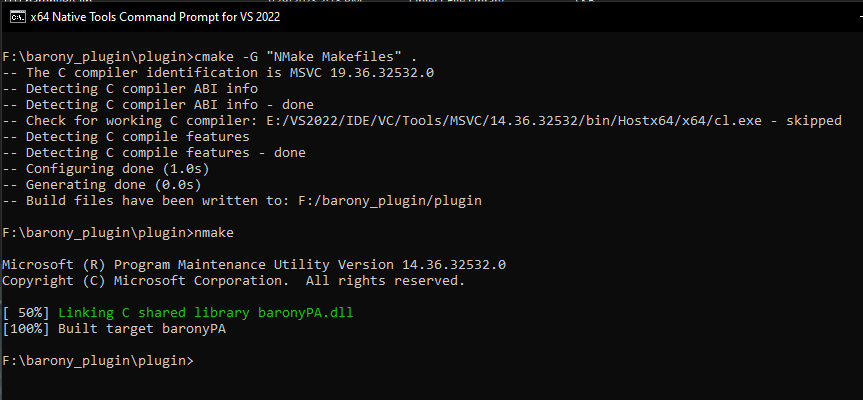 x64 Native Tools Command Prompt for VS 2022
F:\barony_plugin\plugin>cmake -G "NMake Makefiles" .
-- The C compiler identification is MSVC 19.36.32532.0
-- Detecting C compiler ABI info
-- Detecting C compiler ABI info - done
-- Check for working C compiler: E:/VS2022/IDE/VC/Tools/MSVC/14.36.32532/bin/Hostx64/x64/cl.exe - skipped
-- Detecting C compile features
-- Detecting C compile features - done
-- Configuring done (1.0s)
-- Generating done (0.0s)
-- Build files have been written to: F:/barony_plugin/plugin
F:\barony_plugin\plugin>nmake
Microsoft (R) Program Maintenance Utility Version 14.36.32532.0
Copyright (C) Microsoft Corporation.  All rights reserved.
[ 50%] Linking C shared library baronyPA.dll
[100%] Built target baronyPA
F:\barony_plugin\plugin>